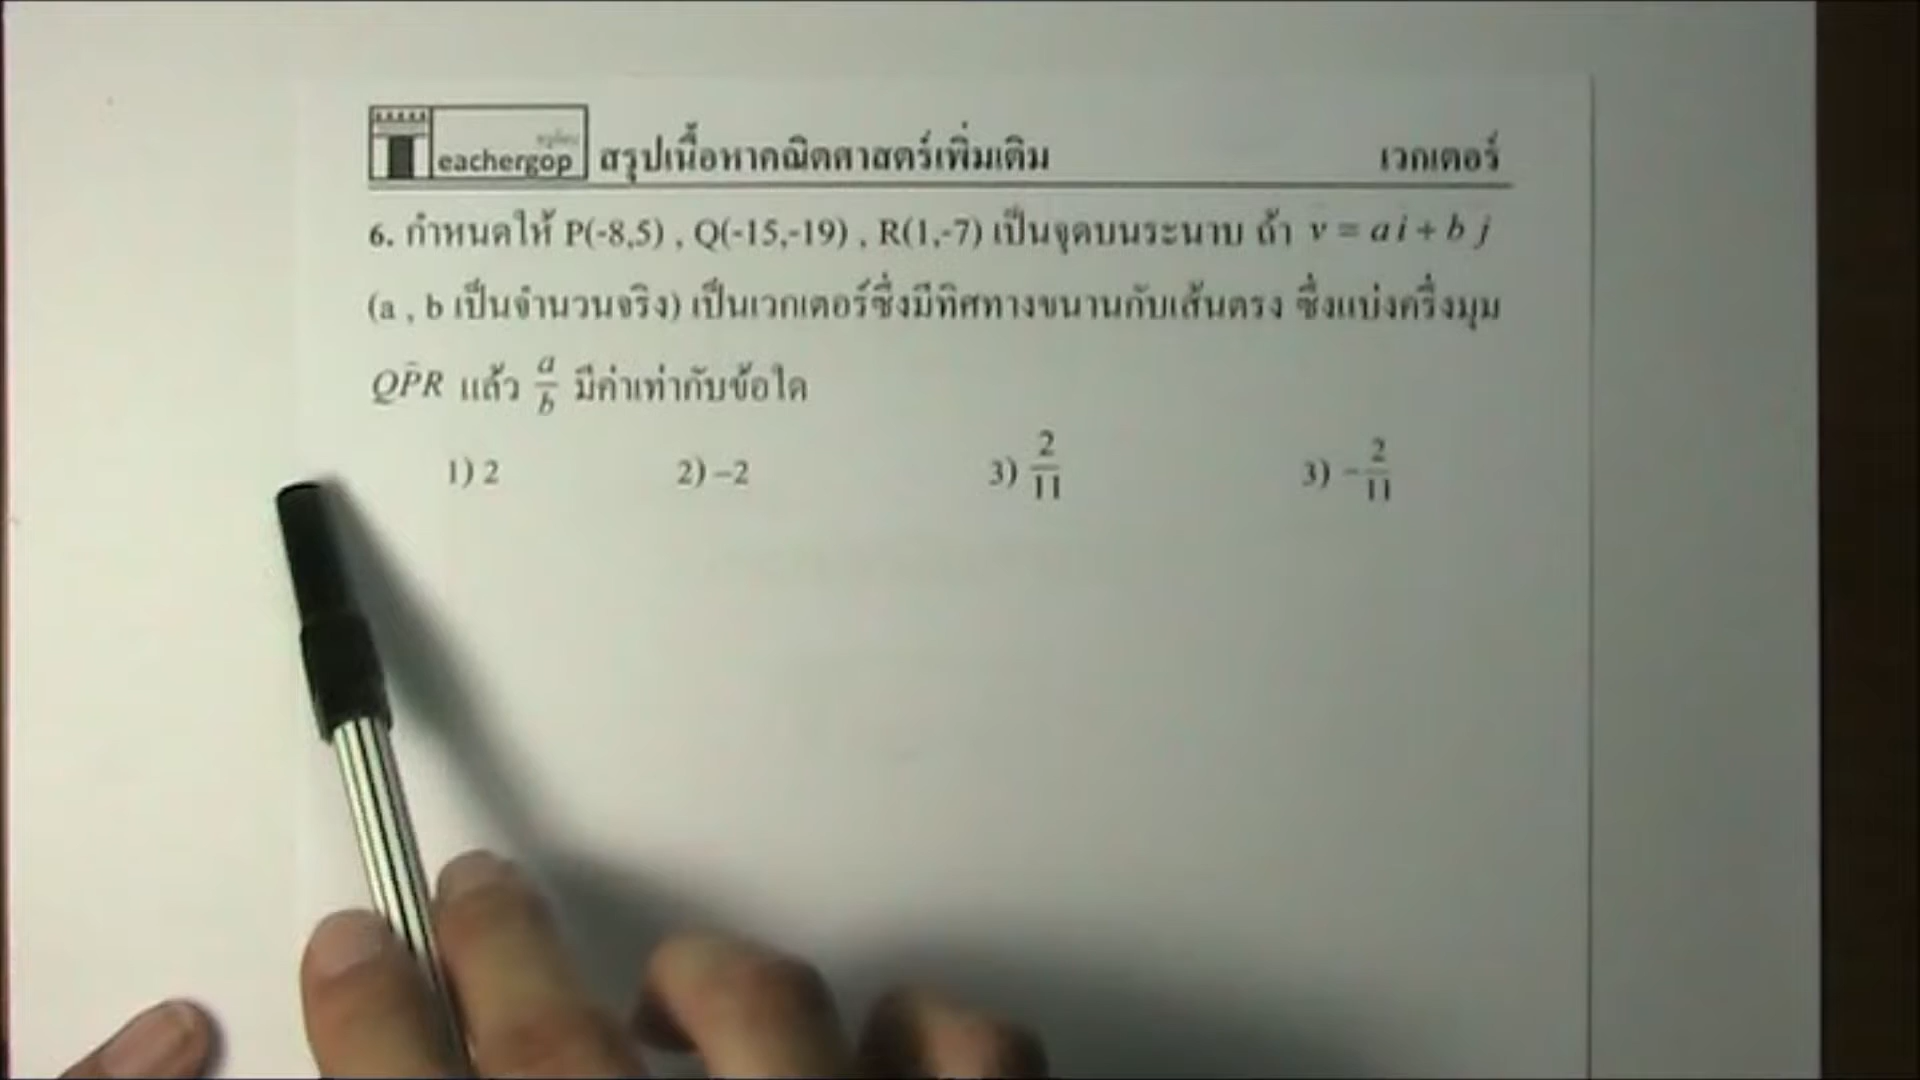 eachergop สรุปเนื้อหาคณิตศาสตร์เพิ่มเติม เวกเตอร์
6. กำหนดให้ P(-8,5) , Q(-15,-19) , R(1,-7) เป็นจุดบนระนาบ ถ้า v̄ = a i + b j
(a , b เป็นจำนวนจริง) เป็นเวกเตอร์ซึ่งมีทิศทางขนานกับเส้นตรง ซึ่งแบ่งครึ่งมุม
QP̂R แล้ว a/b มีค่าเท่ากับข้อใด
1) 2 2) –2 3) 2/11 3) -2/11